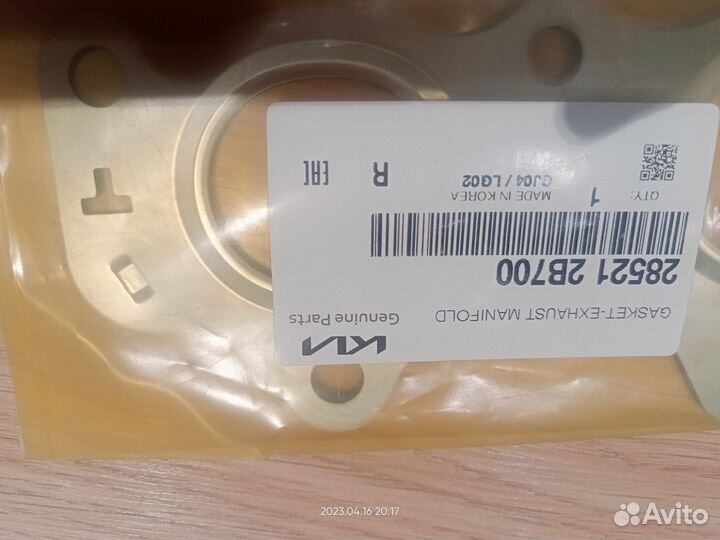 KIA
Genuine Parts
GASKET-EXHAUST MANIFOLD
28521 2B700
QTY: 1
MADE IN KOREA
CJ04 / LG02
R
EAC
2023.04.16 20:17
Avito